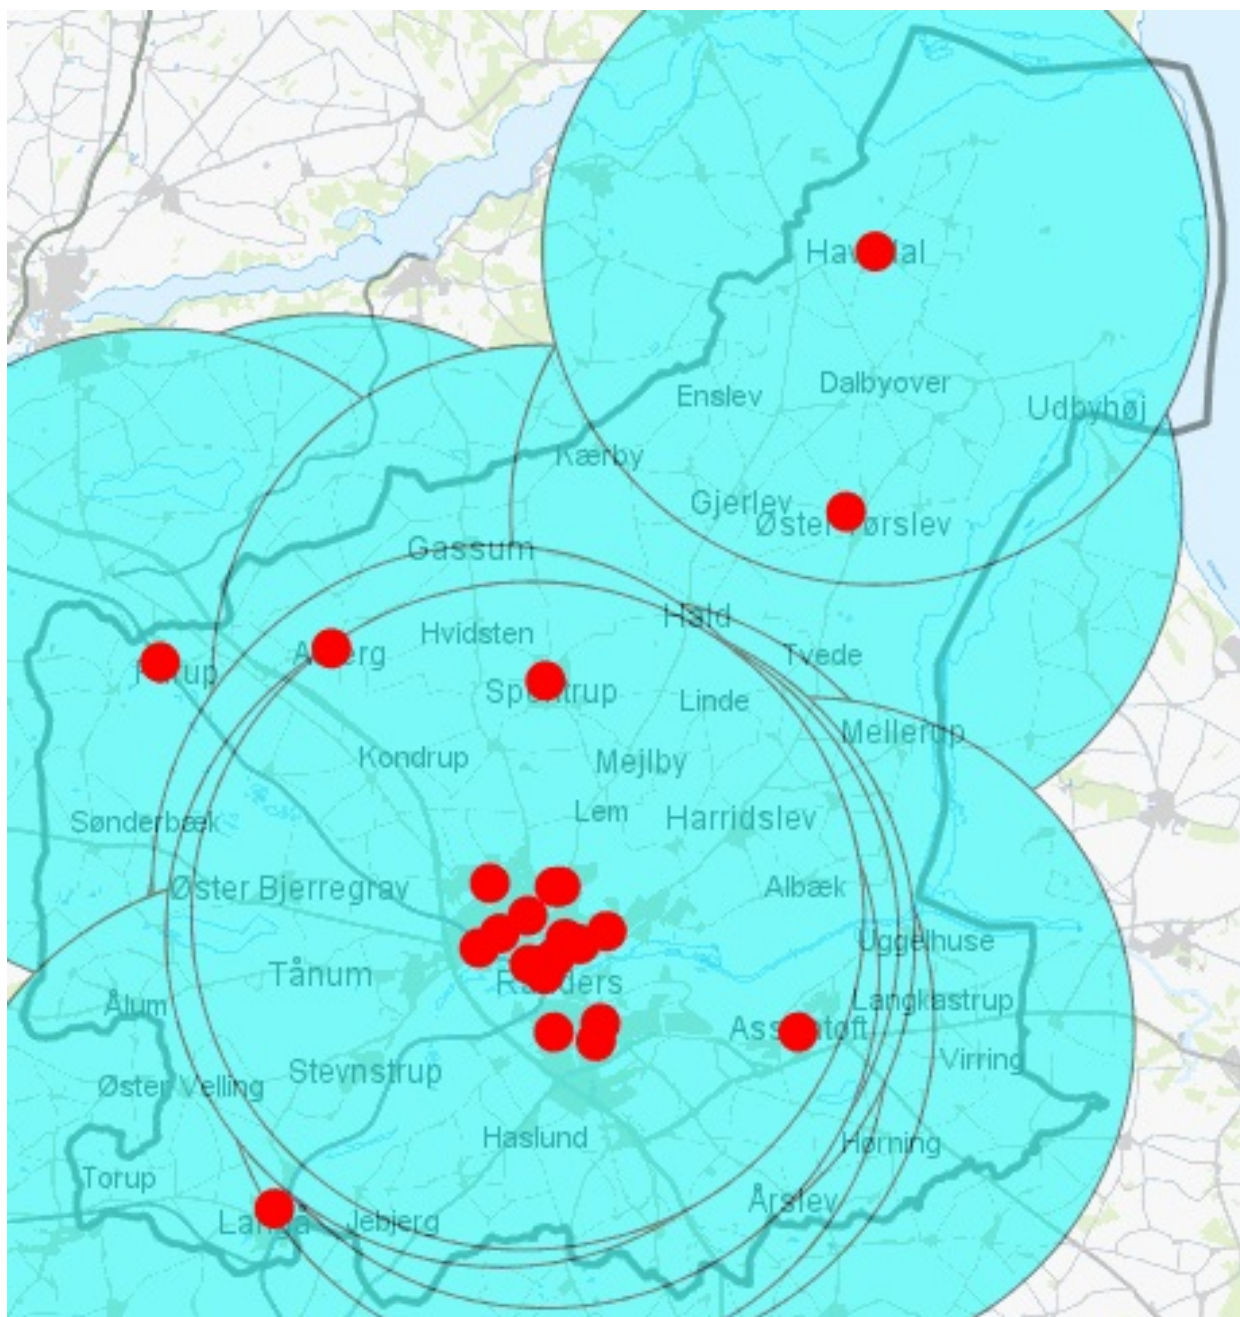 Enslev
Dalbyover
Udbyhøj
Kærby
Gjerlev
Gassum
Hald
Hvidsten
Tvede
Linde
Mellerup
Kondrup
Mejlby
Lem
Harridslev
Sønderbæk
Øster Bjerregrav
Albæk
Uggelhuse
Tånum
Langkastrup
Ålum
Virring
Stevnstrup
Øster Velling
Haslund
Hørning
Torup
Årslev
Jebjerg